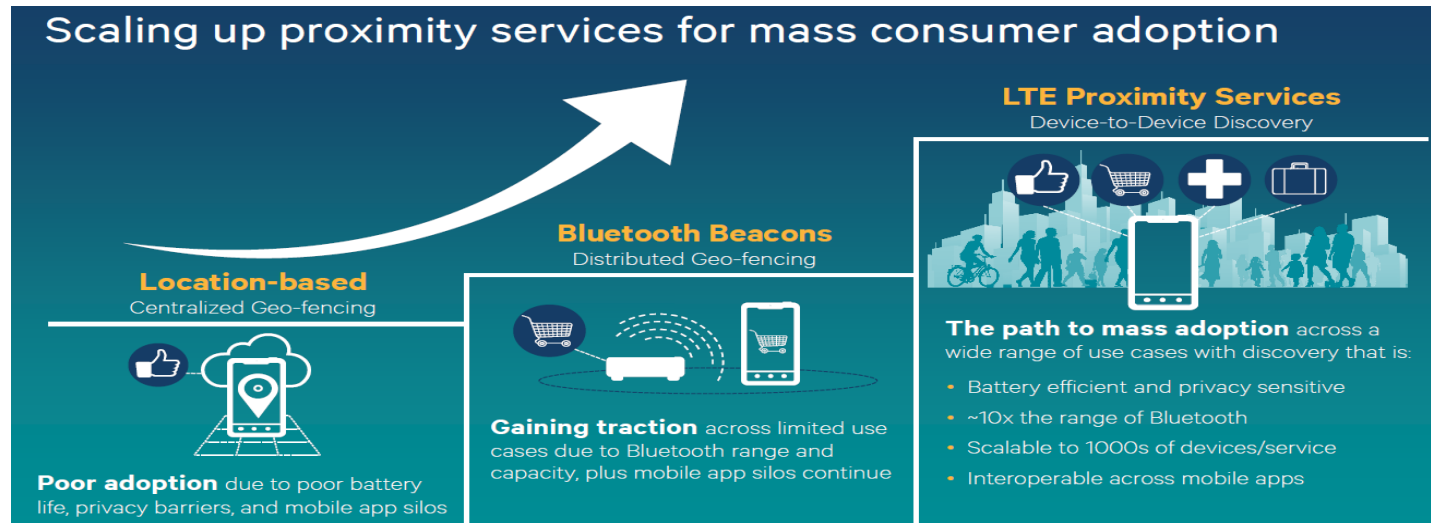 Scaling up proximity services for mass consumer adoption
Location-based
Centralized Geo-fencing
Poor adoption due to poor battery
life, privacy barriers, and mobile app silos
Bluetooth Beacons
Distributed Geo-fencing
Gaining traction across limited use
cases due to Bluetooth range and
capacity, plus mobile app silos continue
LTE Proximity Services
Device-to-Device Discovery
The path to mass adoption across a
wide range of use cases with discovery that is:
• Battery efficient and privacy sensitive
• ~10x the range of Bluetooth
• Scalable to 1000s of devices/service
• Interoperable across mobile apps